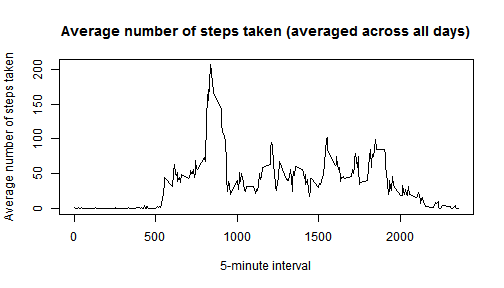 Average number of steps taken (averaged across all days)
Average number of steps taken
200
150
100
50
0
0 500 1000 1500 2000
5-minute interval